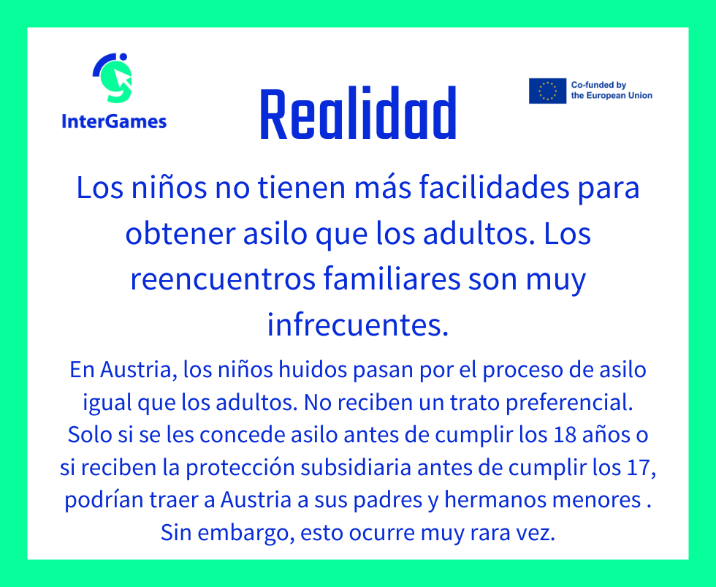 InterGames
Realidad
Co-funded by
the European Union
Los niños no tienen más facilidades para
obtener asilo que los adultos. Los
reencuentros familiares son muy
infrecuentes.
En Austria, los niños huidos pasan por el proceso de asilo
igual que los adultos. No reciben un trato preferencial.
Solo si se les concede asilo antes de cumplir los 18 años o
si reciben la protección subsidiaria antes de cumplir los 17,
podrían traer a Austria a sus padres y hermanos menores .
Sin embargo, esto ocurre muy rara vez.